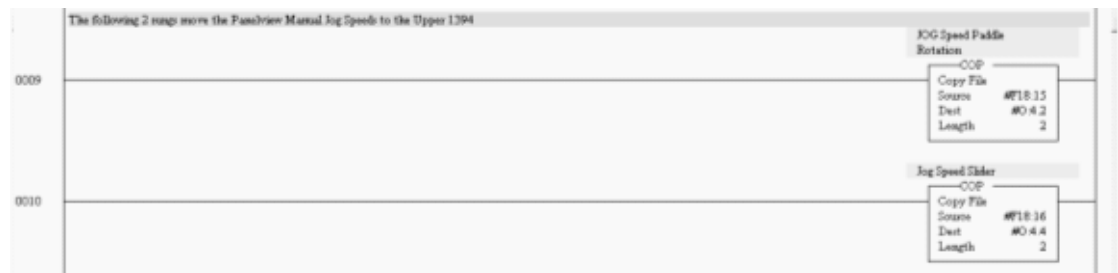 The following 2 rungs move the Panelview Manual Jog Speeds to the Upper 1394
JOG Speed Paddle
Rotation
0009
COP
Copy File
Source #F18:15
Dest #O:4.2
Length 2
Jog Speed Slider
0010
COP
Copy File
Source #F18:16
Dest #O:4.4
Length 2